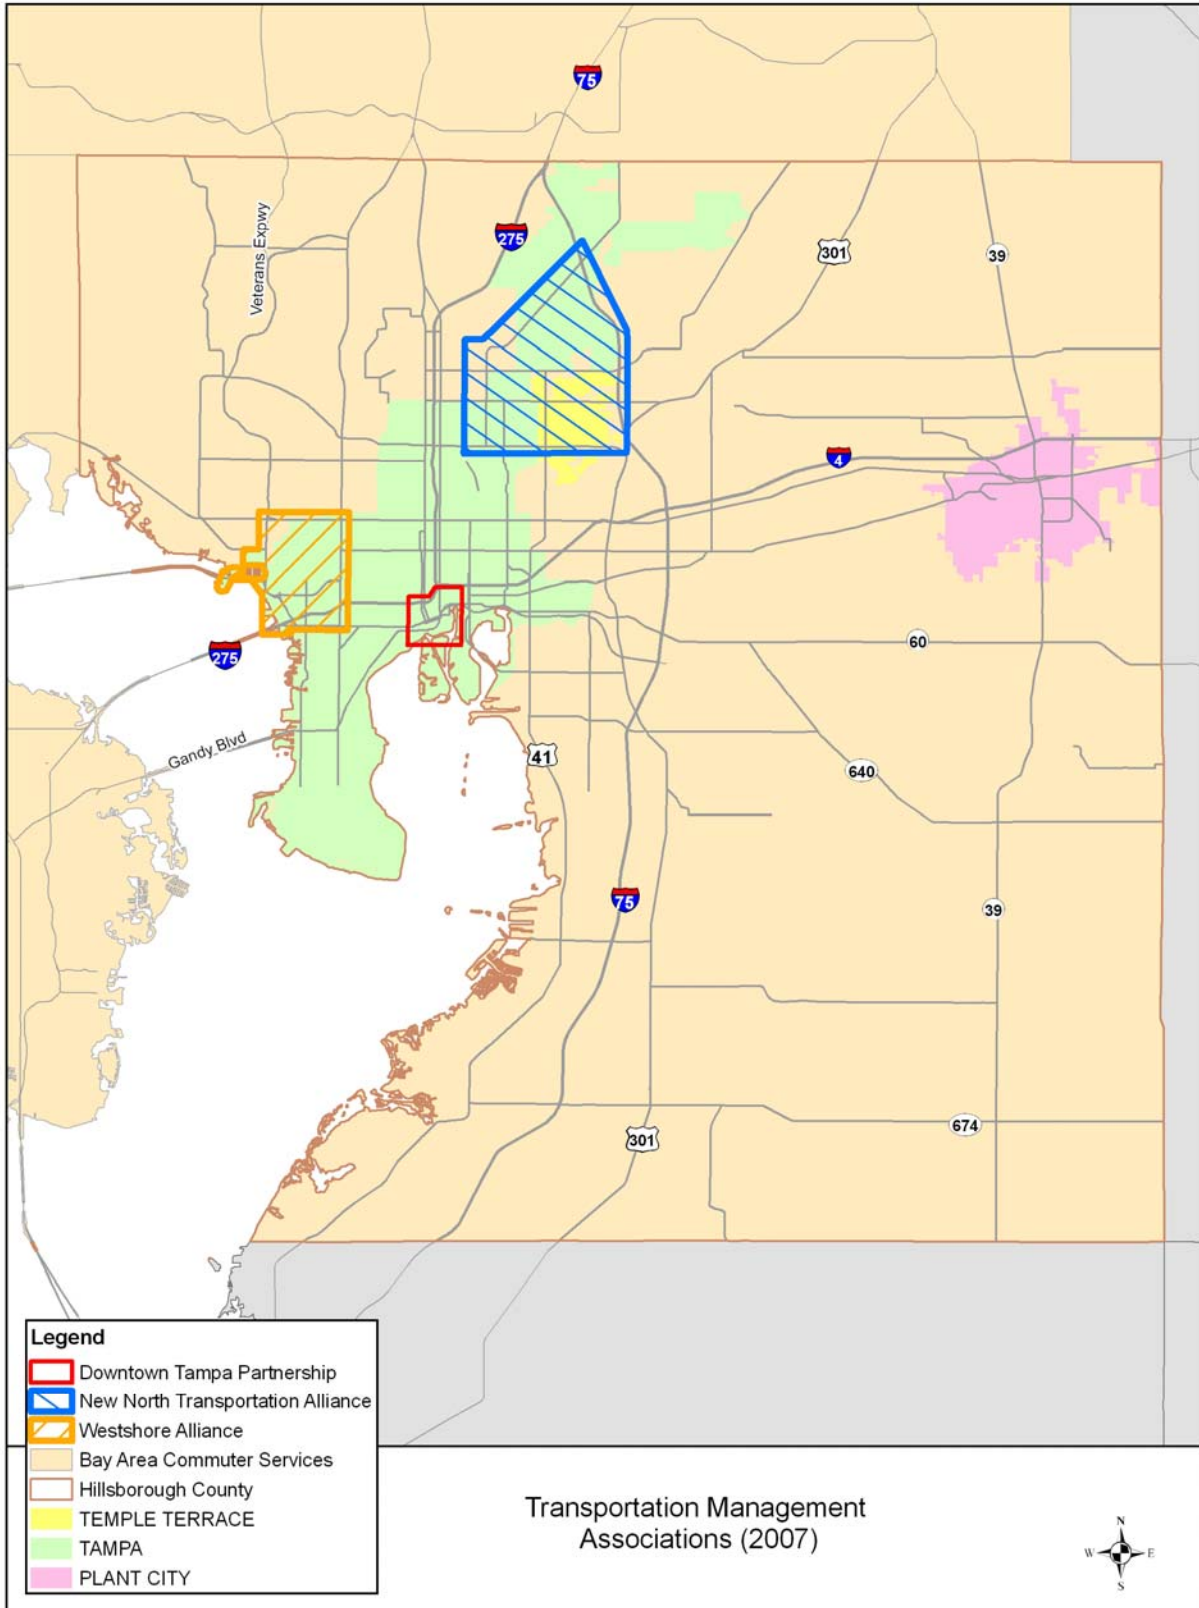 75
275
Veterans Expwy
301
39
4
60
275
Gandy Blvd
41
640
75
39
674
301
Legend
Downtown Tampa Partnership
New North Transportation Alliance
Westshore Alliance
Bay Area Commuter Services
Hillsborough County
TEMPLE TERRACE
TAMPA
PLANT CITY
Transportation Management
Associations (2007)
N
W E
S